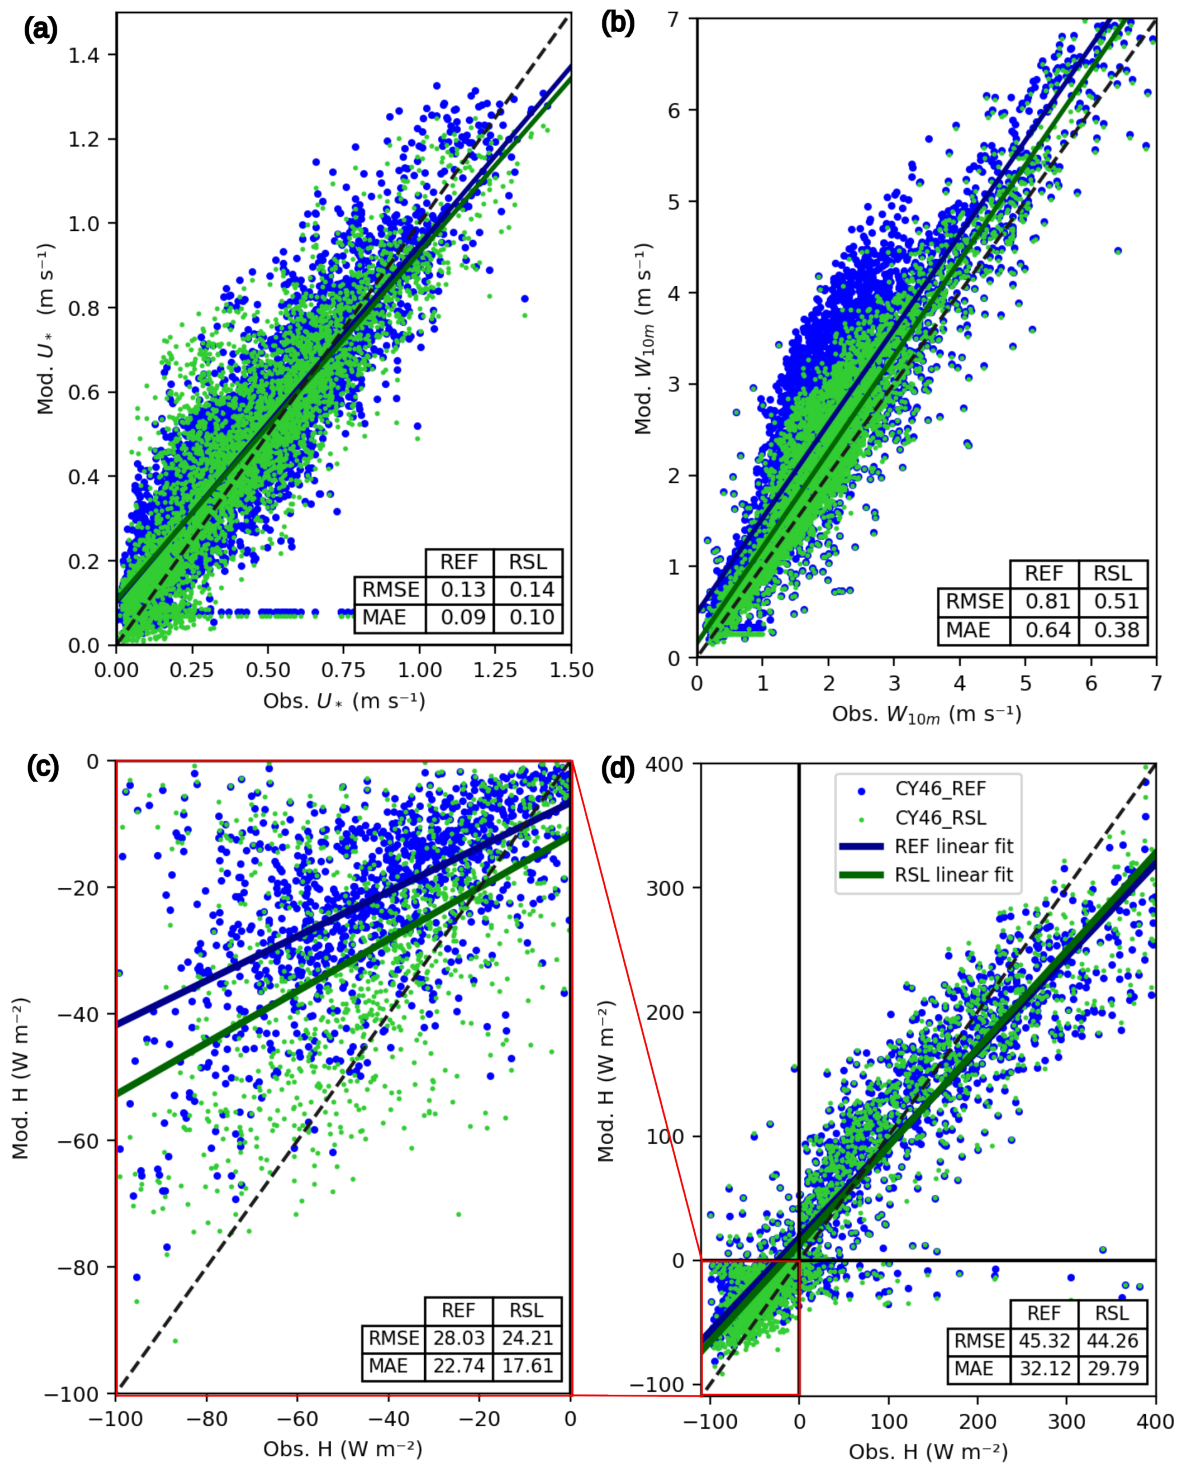 (a)
1.4
1.2
1.0
0.8
0.6
0.4
0.2
0.0
Mod. U* (m s⁻¹)
REF RSL
RMSE 0.13 0.14
MAE 0.09 0.10
0.00 0.25 0.50 0.75 1.00 1.25 1.50
Obs. U* (m s⁻¹)
(b)
7
6
5
4
3
2
1
0
Mod. W10m (m s⁻¹)
REF RSL
RMSE 0.81 0.51
MAE 0.64 0.38
0 1 2 3 4 5 6 7
Obs. W10m (m s⁻¹)
(c)
0
−20
−40
−60
−80
−100
Mod. H (W m⁻²)
REF RSL
RMSE 28.03 24.21
MAE 22.74 17.61
−100 −80 −60 −40 −20 0
Obs. H (W m⁻²)
(d)
400
300
200
100
0
−100
Mod. H (W m⁻²)
CY46_REF
CY46_RSL
REF linear fit
RSL linear fit
REF RSL
RMSE 45.32 44.26
MAE 32.12 29.79
−100 0 100 200 300 400
Obs. H (W m⁻²)